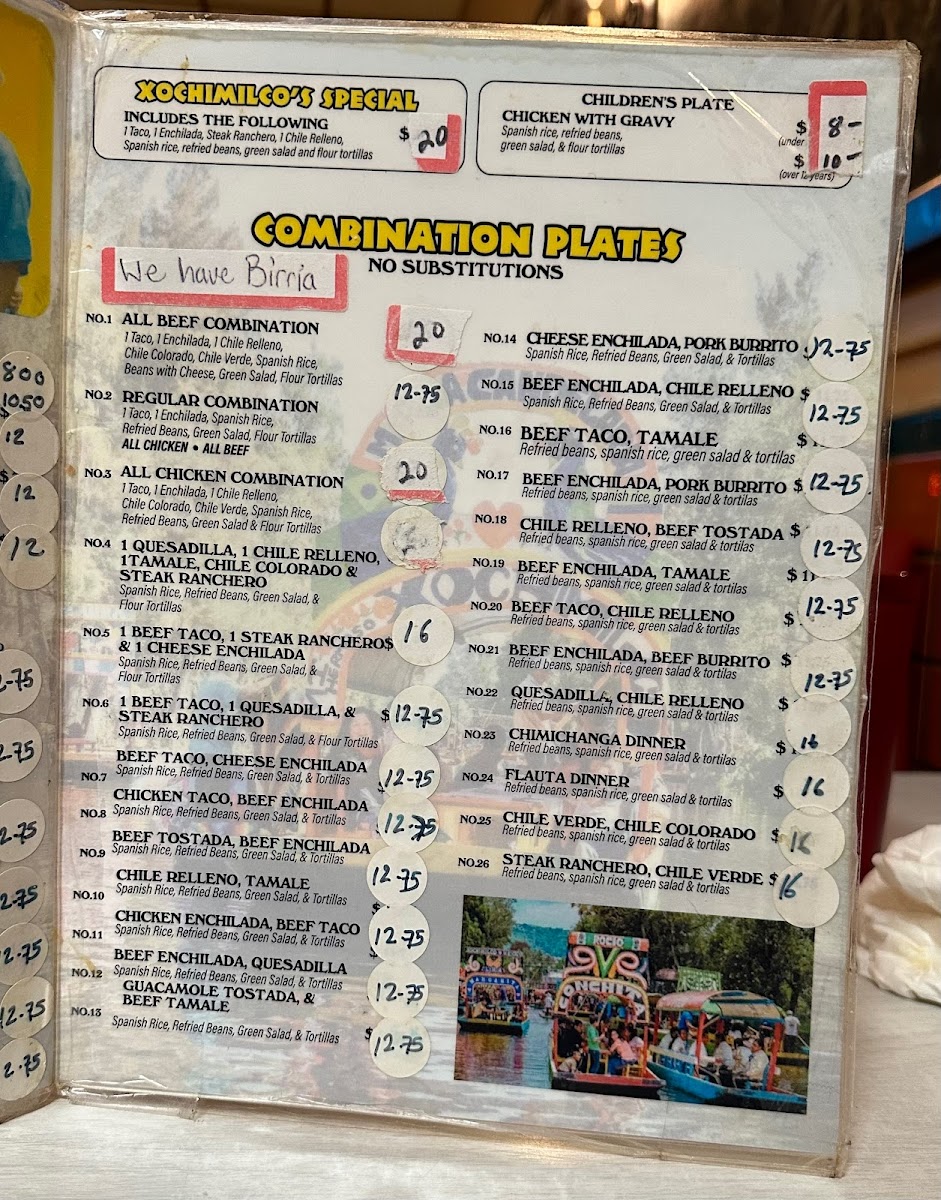 800
1050
12
$
12
12
2-75
2-75
2-75
2-75
12-75
12-75
2-75
XOCHIMILCO'S SPECIAL
INCLUDES THE FOLLOWING
1 Taco, 1 Enchilada, Steak Ranchero, 1 Chile Relleno,
Spanish rice, refried beans, green salad and flour tortillas
$ 20
CHILDREN'S PLATE
CHICKEN WITH GRAVY
Spanish rice, refried beans,
green salad, & flour tortillas
$ 8-
(under
$ 10-
(over 12 years)
COMBINATION PLATES
NO SUBSTITUTIONS
We have Birria
NO.1 ALL BEEF COMBINATION 20
1 Taco, 1 Enchilada, 1 Chile Relleno,
Chile Colorado, Chile Verde, Spanish Rice,
Beans with Cheese, Green Salad, Flour Tortillas
NO.2 REGULAR COMBINATION 12-75
1 Taco, 1 Enchilada, Spanish Rice,
Refried Beans, Green Salad, Flour Tortillas
ALL CHICKEN • ALL BEEF
NO.3 ALL CHICKEN COMBINATION 20
1 Taco, 1 Enchilada, 1 Chile Relleno,
Chile Colorado, Chile Verde, Spanish Rice,
Refried Beans, Green Salad & Flour Tortillas
NO.4 1 QUESADILLA, 1 CHILE RELLENO,
1 TAMALE, CHILE COLORADO &
STEAK RANCHERO
Spanish Rice, Refried Beans, Green Salad, &
Flour Tortillas
NO.5 1 BEEF TACO, 1 STEAK RANCHERO $ 16
& 1 CHEESE ENCHILADA
Spanish Rice, Refried Beans, Green Salad, &
Flour Tortillas
NO.6 1 BEEF TACO, 1 QUESADILLA, & $ 12-75
STEAK RANCHERO
Spanish Rice, Refried Beans, Green Salad, & Flour Tortillas
BEEF TACO, CHEESE ENCHILADA
NO.7 Spanish Rice, Refried Beans, Green Salad, & Tortillas 12-75
CHICKEN TACO, BEEF ENCHILADA
NO.8 Spanish Rice, Refried Beans, Green Salad, & Tortillas 12-75
BEEF TOSTADA, BEEF ENCHILADA
NO.9 Spanish Rice, Refried Beans, Green Salad, & Tortillas 12-75
CHILE RELLENO, TAMALE
NO.10 Spanish Rice, Refried Beans, Green Salad, & Tortillas $
CHICKEN ENCHILADA, BEEF TACO 12-75
NO.11 Spanish Rice, Refried Beans, Green Salad, & Tortillas
BEEF ENCHILADA, QUESADILLA
NO.12 Spanish Rice, Refried Beans, Green Salad, & Tortillas 12-75
GUACAMOLE TOSTADA, &
BEEF TAMALE
NO.13 Spanish Rice, Refried Beans, Green Salad, & Tortillas $ 12-75
NO.14 CHEESE ENCHILADA, PORK BURRITO 12-75
Spanish Rice, Refried Beans, Green Salad, & Tortillas
NO.15 BEEF ENCHILADA, CHILE RELLENO $ 12-75
Spanish Rice, Refried Beans, Green Salad, & Tortillas
NO.16 BEEF TACO, TAMALE $
Refried beans, spanish rice, green salad & tortilas
NO.17 BEEF ENCHILADA, PORK BURRITO $ 12-75
Refried beans, spanish rice, green salad & tortilas
NO.18 CHILE RELLENO, BEEF TOSTADA $ 12-75
Refried beans, spanish rice, green salad & tortilas
NO.19 BEEF ENCHILADA, TAMALE $ 1
Refried beans, spanish rice, green salad & tortilas
NO.20 BEEF TACO, CHILE RELLENO $ 12-75
Refried beans, spanish rice, green salad & tortilas
NO.21 BEEF ENCHILADA, BEEF BURRITO $ 12-75
Refried beans, spanish rice, green salad & tortilas
NO.22 QUESADILLA, CHILE RELLENO $
Refried beans, spanish rice, green salad & tortilas
NO.23 CHIMICHANGA DINNER $ 16
Refried beans, spanish rice, green salad & tortilas
NO.24 FLAUTA DINNER $ 16
Refried beans, spanish rice, green salad & tortilas
NO.25 CHILE VERDE, CHILE COLORADO $ 16
Refried beans, spanish rice, green salad & tortilas
NO.26 STEAK RANCHERO, CHILE VERDE $ 16
Refried beans, spanish rice, green salad & tortilas
ROCIO